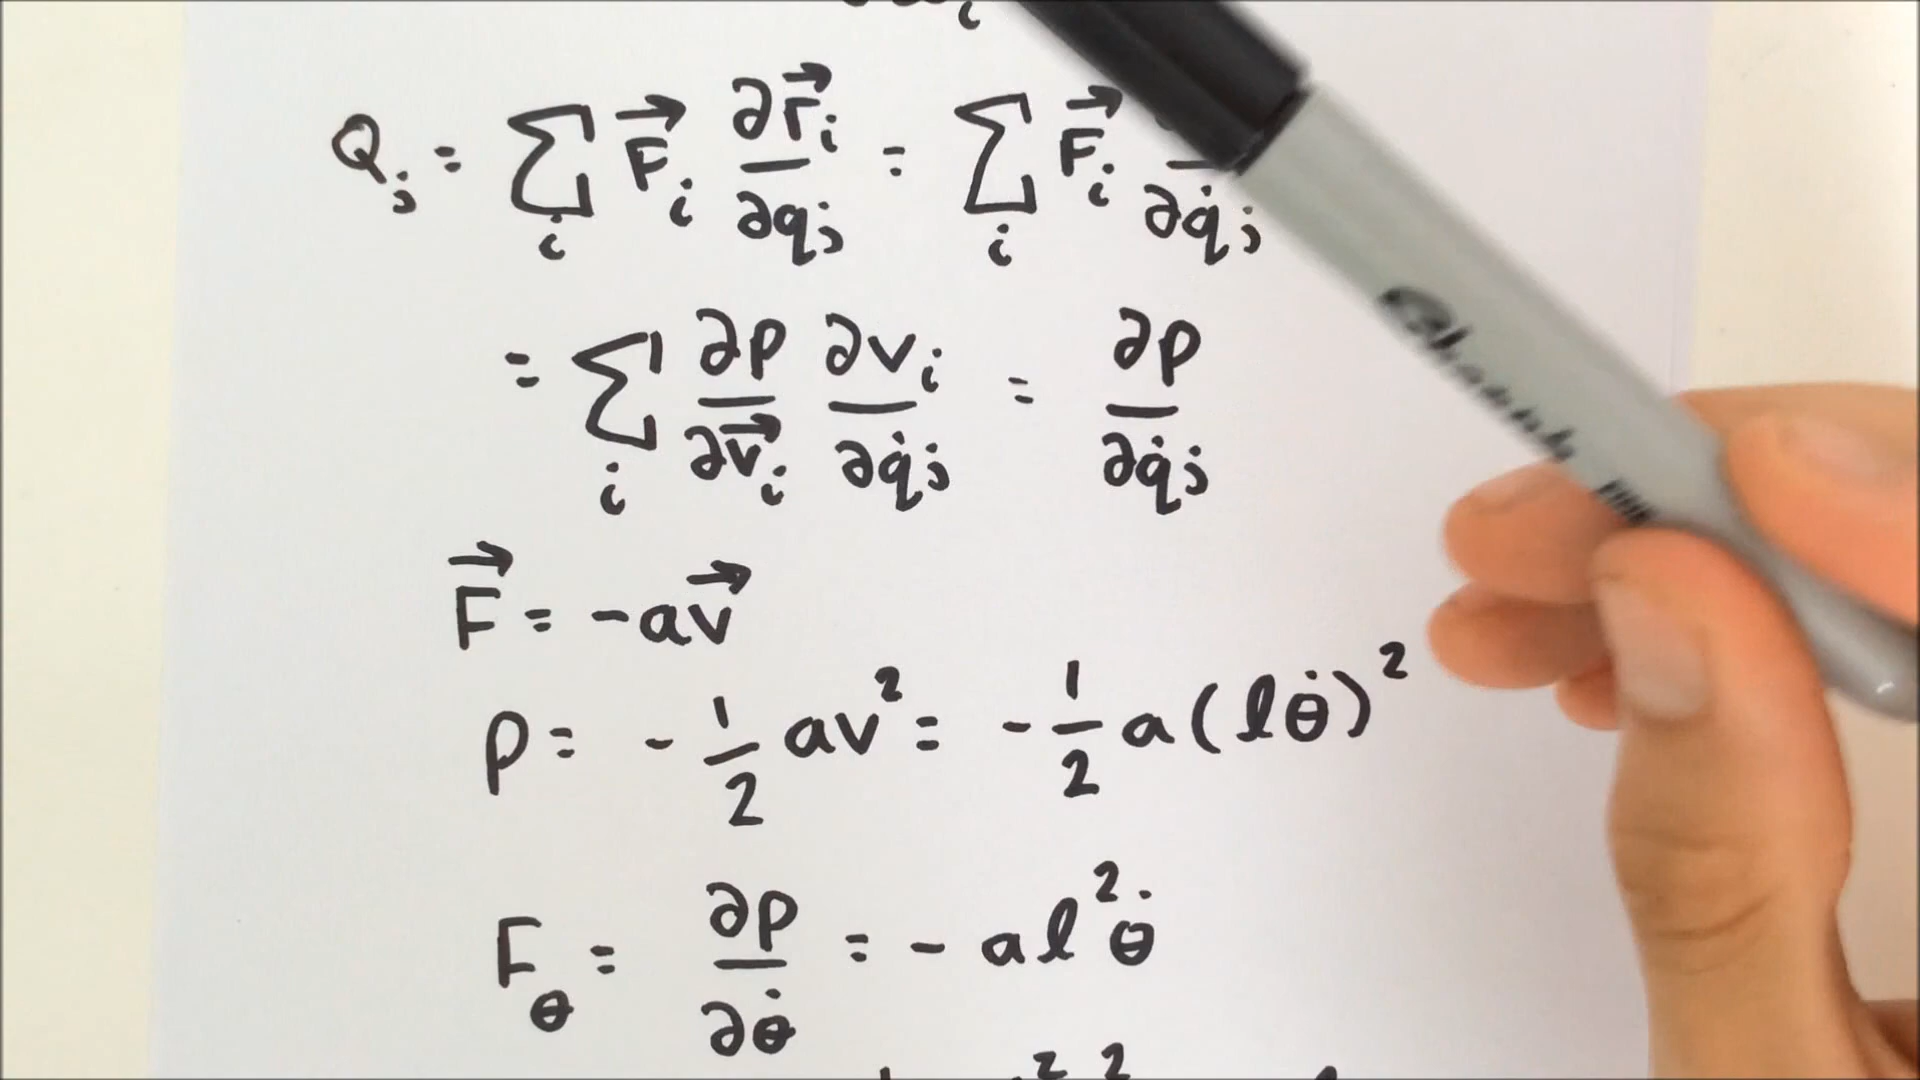 Q_j = Σ_i F⃗_i ∂r⃗_i/∂q_j = Σ_i F⃗_i /∂q̇_j
= Σ_i ∂p/∂v⃗_i ∂v_i/∂q̇_j = ∂p/∂q̇_j
F⃗ = -av⃗
p = - 1/2 av² = - 1/2 a(lθ̇)²
F_θ = ∂p/∂θ̇ = - al²θ̇